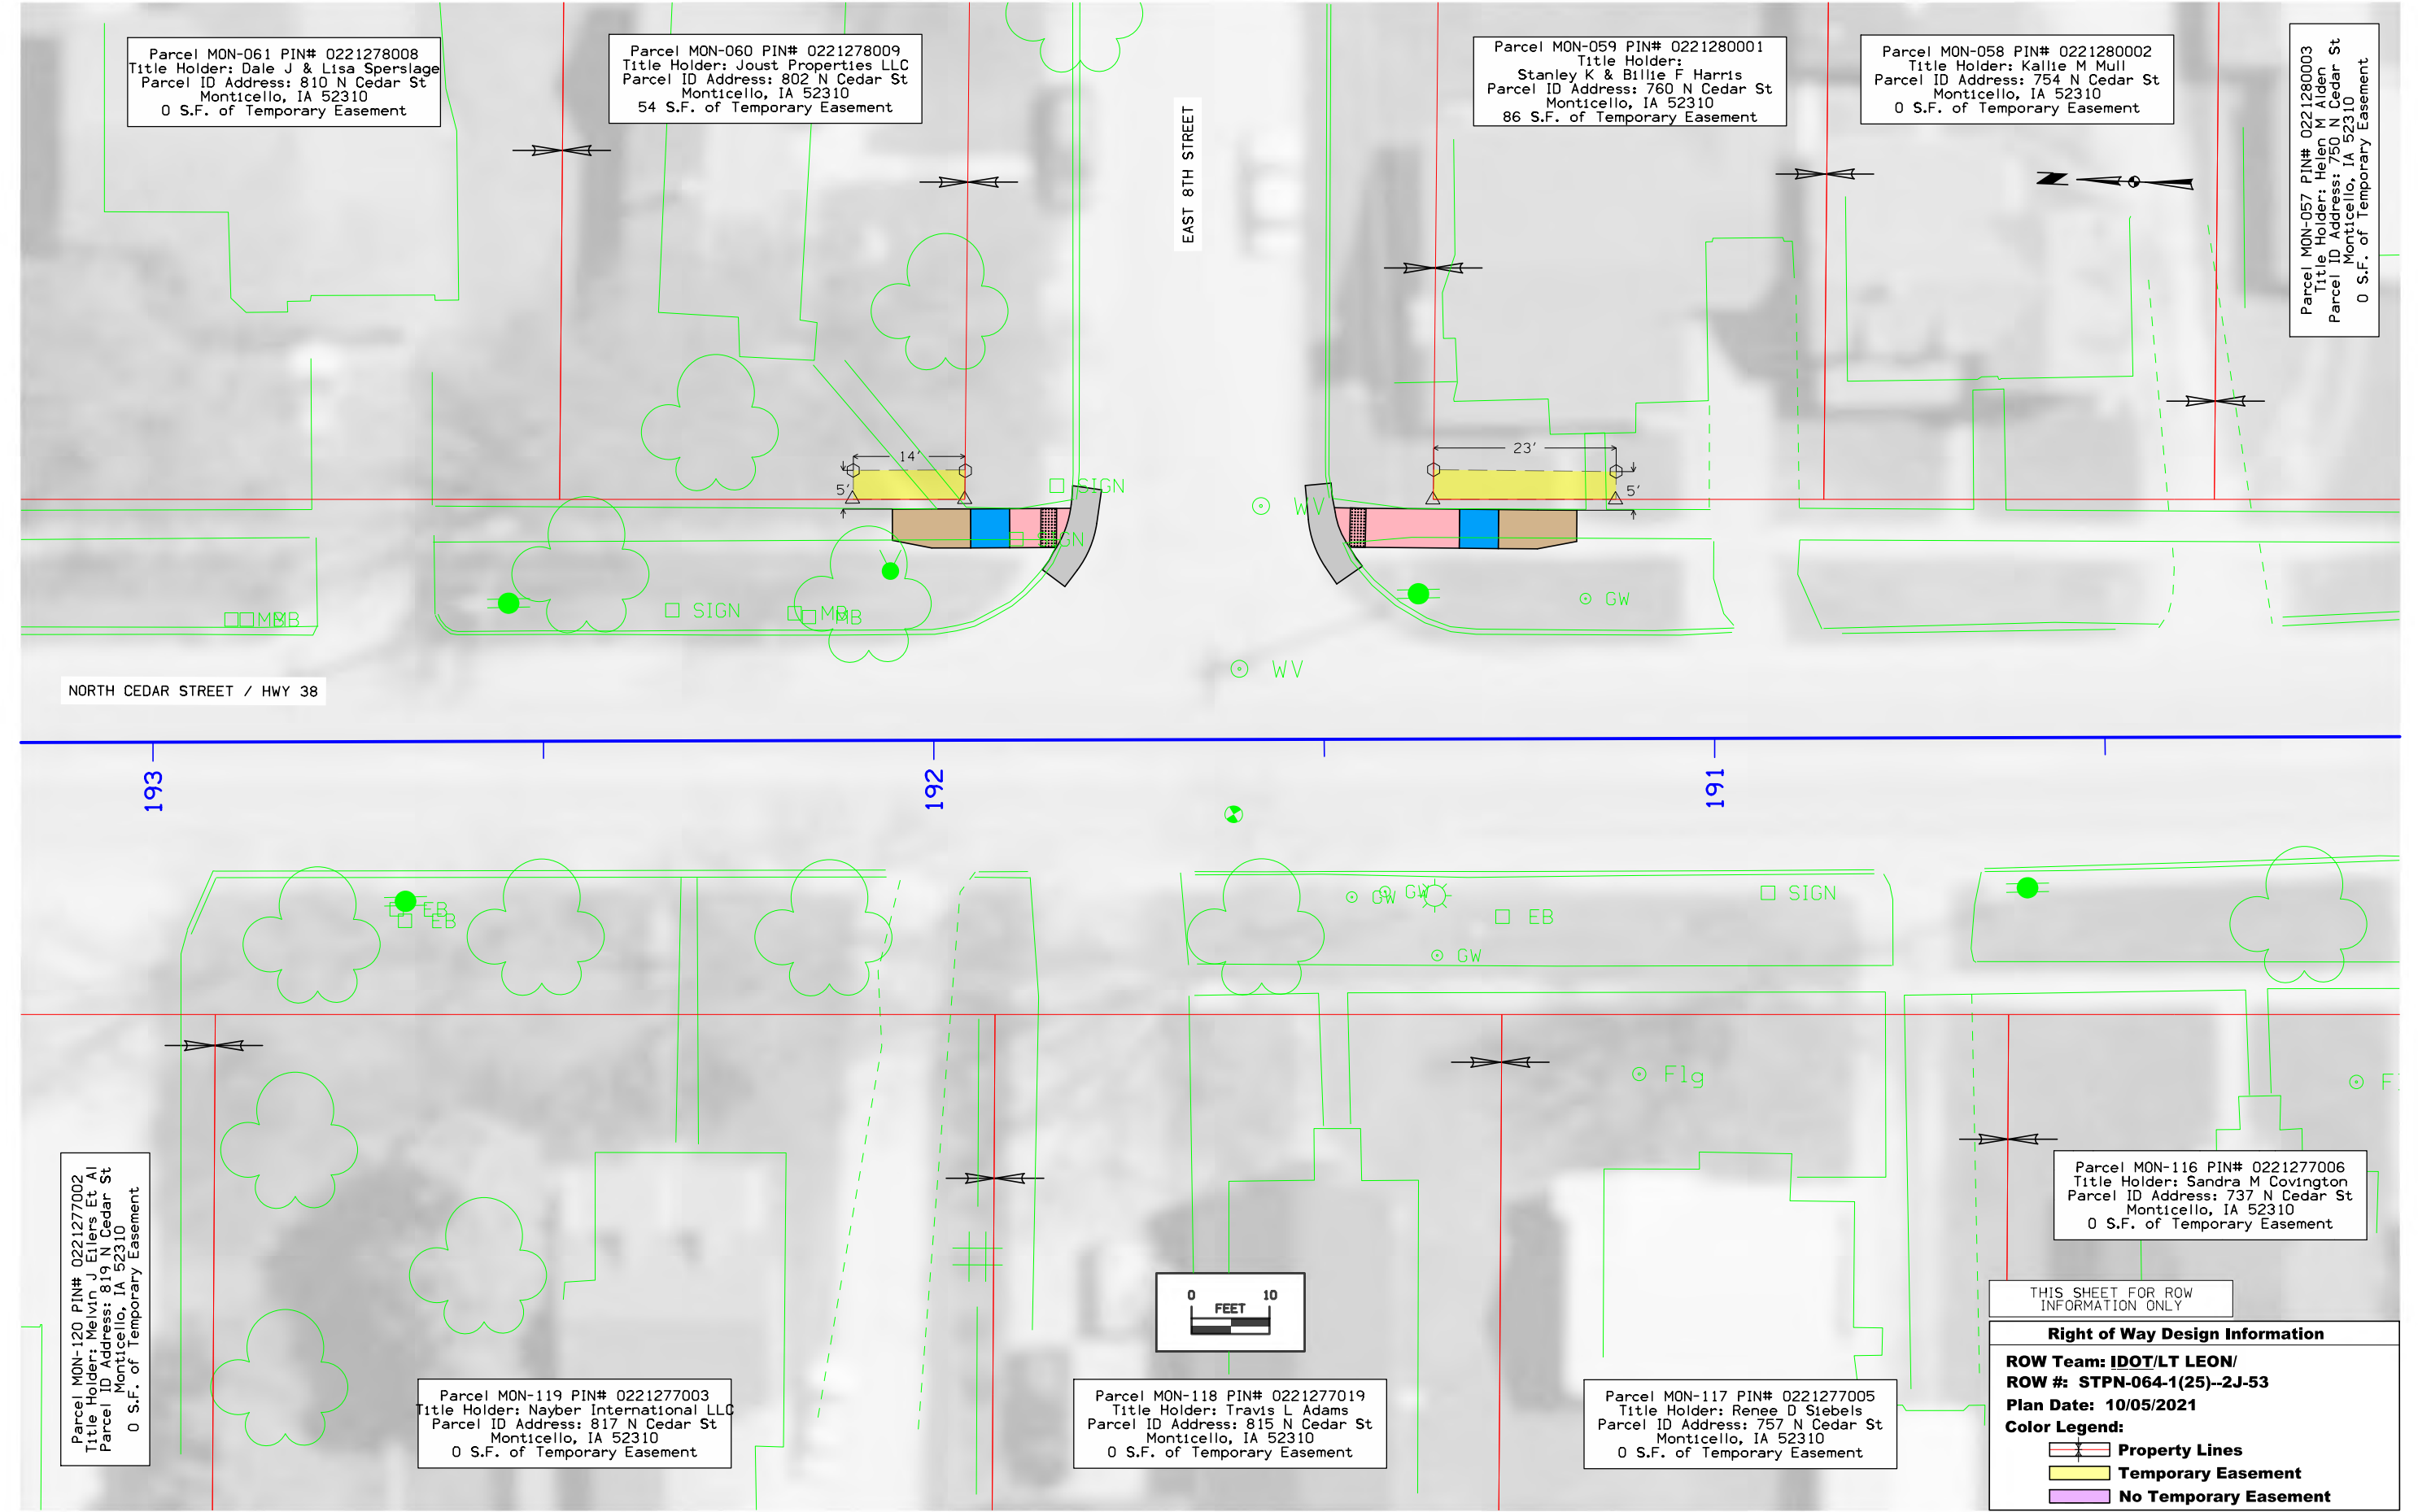 Parcel MON-061 PIN# 0221278008
Title Holder: Dale J & Lisa Sperslage
Parcel ID Address: 810 N Cedar St
Monticello, IA 52310
0 S.F. of Temporary Easement
Parcel MON-060 PIN# 0221278009
Title Holder: Joust Properties LLC
Parcel ID Address: 802 N Cedar St
Monticello, IA 52310
54 S.F. of Temporary Easement
EAST 8TH STREET
Parcel MON-059 PIN# 0221280001
Title Holder:
Stanley K & Billie F Harris
Parcel ID Address: 760 N Cedar St
Monticello, IA 52310
86 S.F. of Temporary Easement
Parcel MON-058 PIN# 0221280002
Title Holder: Kallie M Mull
Parcel ID Address: 754 N Cedar St
Monticello, IA 52310
0 S.F. of Temporary Easement
Parcel MON-057 PIN# 0221280003
Title Holder: Helen M Alden
Parcel ID Address: 750 N Cedar St
Monticello, IA 52310
0 S.F. of Temporary Easement
N
14'
5'
23'
5'
SIGN
SIGN
WV
WV
MB
MB
SIGN
MB
MB
GW
NORTH CEDAR STREET / HWY 38
193
192
191
EB
EB
GW
GW
EB
SIGN
GW
Flg
F
Parcel MON-120 PIN# 0221277002
Title Holder: Melvin J Eilers Et Al
Parcel ID Address: 819 N Cedar St
Monticello, IA 52310
0 S.F. of Temporary Easement
Parcel MON-119 PIN# 0221277003
Title Holder: Nayber International LLC
Parcel ID Address: 817 N Cedar St
Monticello, IA 52310
0 S.F. of Temporary Easement
0 10
FEET
Parcel MON-118 PIN# 0221277019
Title Holder: Travis L Adams
Parcel ID Address: 815 N Cedar St
Monticello, IA 52310
0 S.F. of Temporary Easement
Parcel MON-117 PIN# 0221277005
Title Holder: Renee D Siebels
Parcel ID Address: 757 N Cedar St
Monticello, IA 52310
0 S.F. of Temporary Easement
Parcel MON-116 PIN# 0221277006
Title Holder: Sandra M Covington
Parcel ID Address: 737 N Cedar St
Monticello, IA 52310
0 S.F. of Temporary Easement
THIS SHEET FOR ROW
INFORMATION ONLY
Right of Way Design Information
ROW Team: IDOT/LT LEON/
ROW #: STPN-064-1(25)--2J-53
Plan Date: 10/05/2021
Color Legend:
Property Lines
Temporary Easement
No Temporary Easement